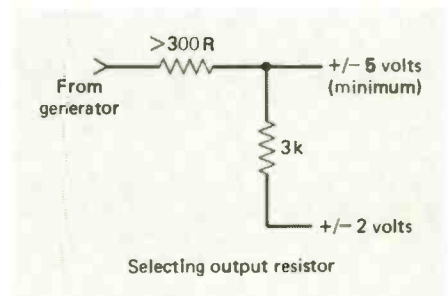 >300R
+/– 5 volts
(minimum)
From
generator
3k
+/– 2 volts
Selecting output resistor